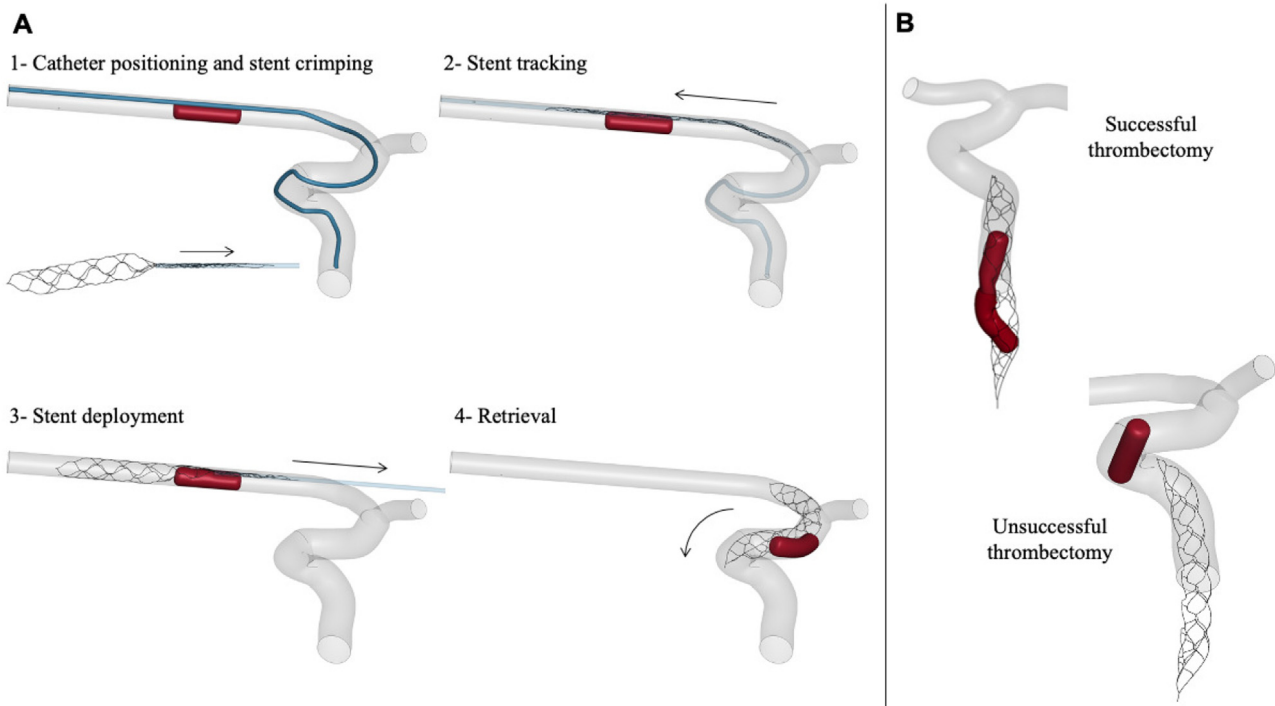 A
1- Catheter positioning and stent crimping
2- Stent tracking
3- Stent deployment
4- Retrieval
B
Successful
thrombectomy
Unsuccessful
thrombectomy